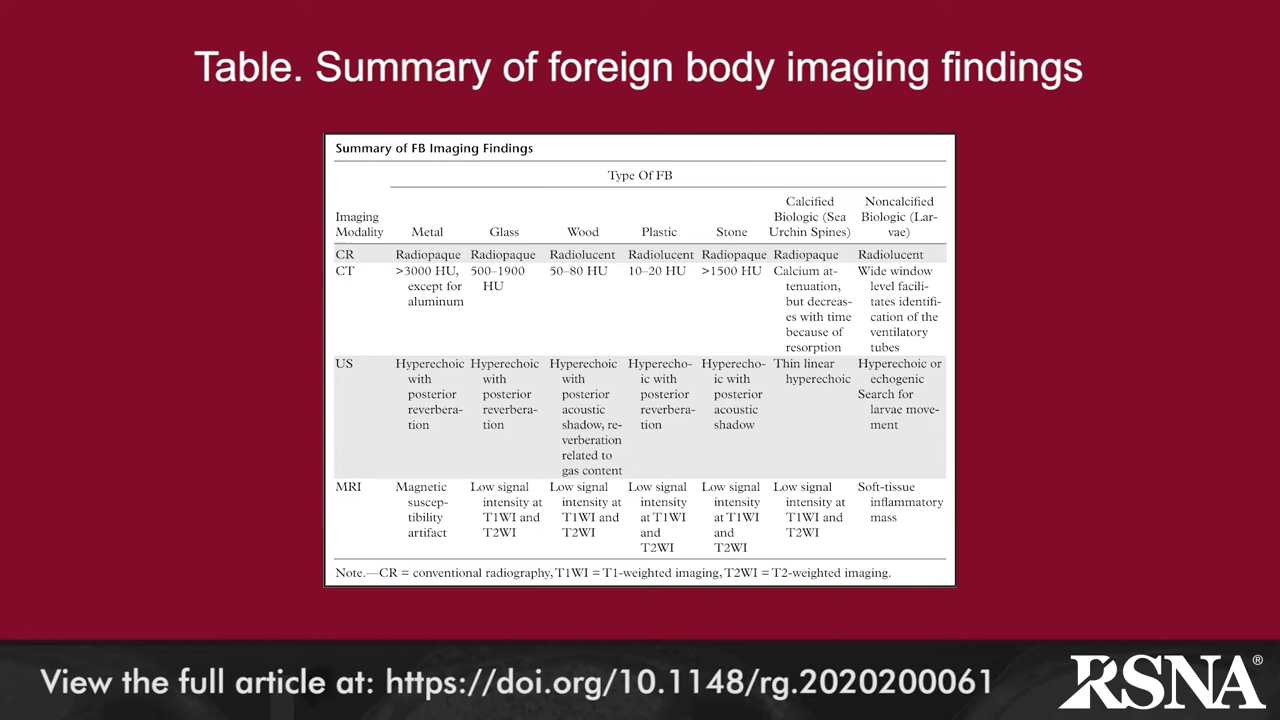 Table. Summary of foreign body imaging findings
Summary of FB Imaging Findings
Type Of FB
Imaging Modality
Metal
Glass
Wood
Plastic
Stone
Calcified Biologic (Sea Urchin Spines)
Noncalcified Biologic (Lar-
vae)
CR
Radiopaque
Radiopaque
Radiolucent
Radiolucent
Radiopaque
Radiopaque
Radiolucent
CT
>3000 HU,
except for
aluminum
500–1900
HU
50–80 HU
10–20 HU
>1500 HU
Calcium at-
tenuation,
but decreas-
es with time
because of
resorption
Wide window
level facili-
tates identifi-
cation of the
ventilatory
tubes
US
Hyperechoic
with
posterior
reverbera-
tion
Hyperechoic
with
posterior
reverbera-
tion
Hyperechoic
with
posterior
acoustic
shadow, re-
verberation
related to
gas content
Hyperecho-
ic with
posterior
reverbera-
tion
Hyperecho-
ic with
posterior
acoustic
shadow
Thin linear
hyperechoic
Hyperechoic or
echogenic
Search for
larvae move-
ment
MRI
Magnetic
suscep-
tibility
artifact
Low signal
intensity at
T1WI and
T2WI
Low signal
intensity at
T1WI and
T2WI
Low signal
intensity
at T1WI
and
T2WI
Low signal
intensity
at T1WI
and
T2WI
Low signal
intensity at
T1WI and
T2WI
Soft-tissue
inflammatory
mass
Note.—CR = conventional radiography, T1WI = T1-weighted imaging, T2WI = T2-weighted imaging.
View the full article at: https://doi.org/10.1148/rg.2020200061
RSNA®